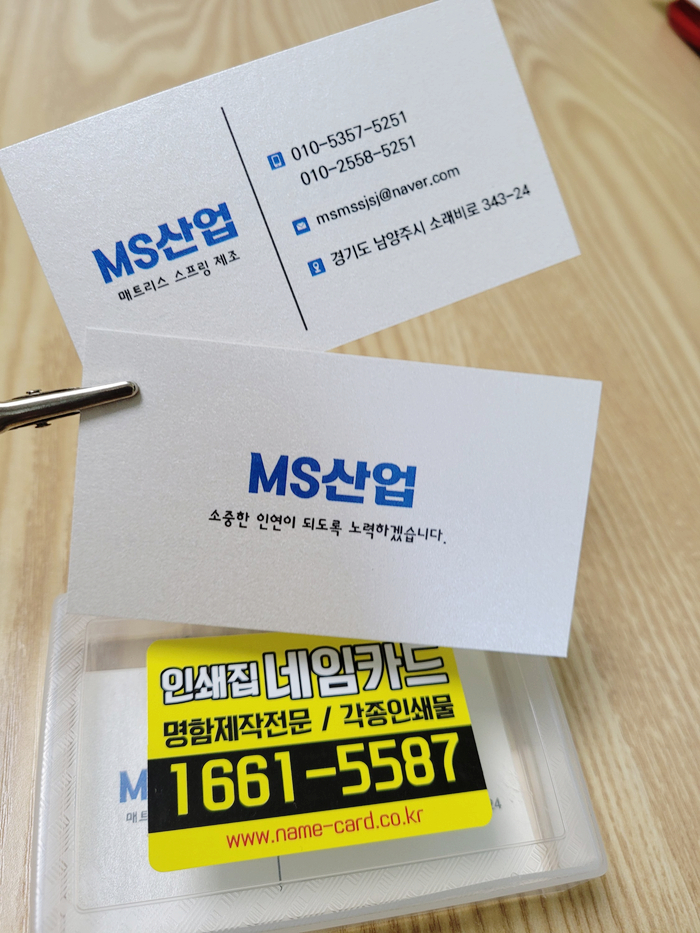 MS산업
매트리스 스프링 제조
010-5357-5251
010-2558-5251
msmssjsj@naver.com
경기도 남양주시 소래비로 343-24
MS산업
소중한 인연이 되도록 노력하겠습니다.
인쇄집 네임카드
명함제작전문 / 각종인쇄물
1661-5587
www.name-card.co.kr
M
매트
24